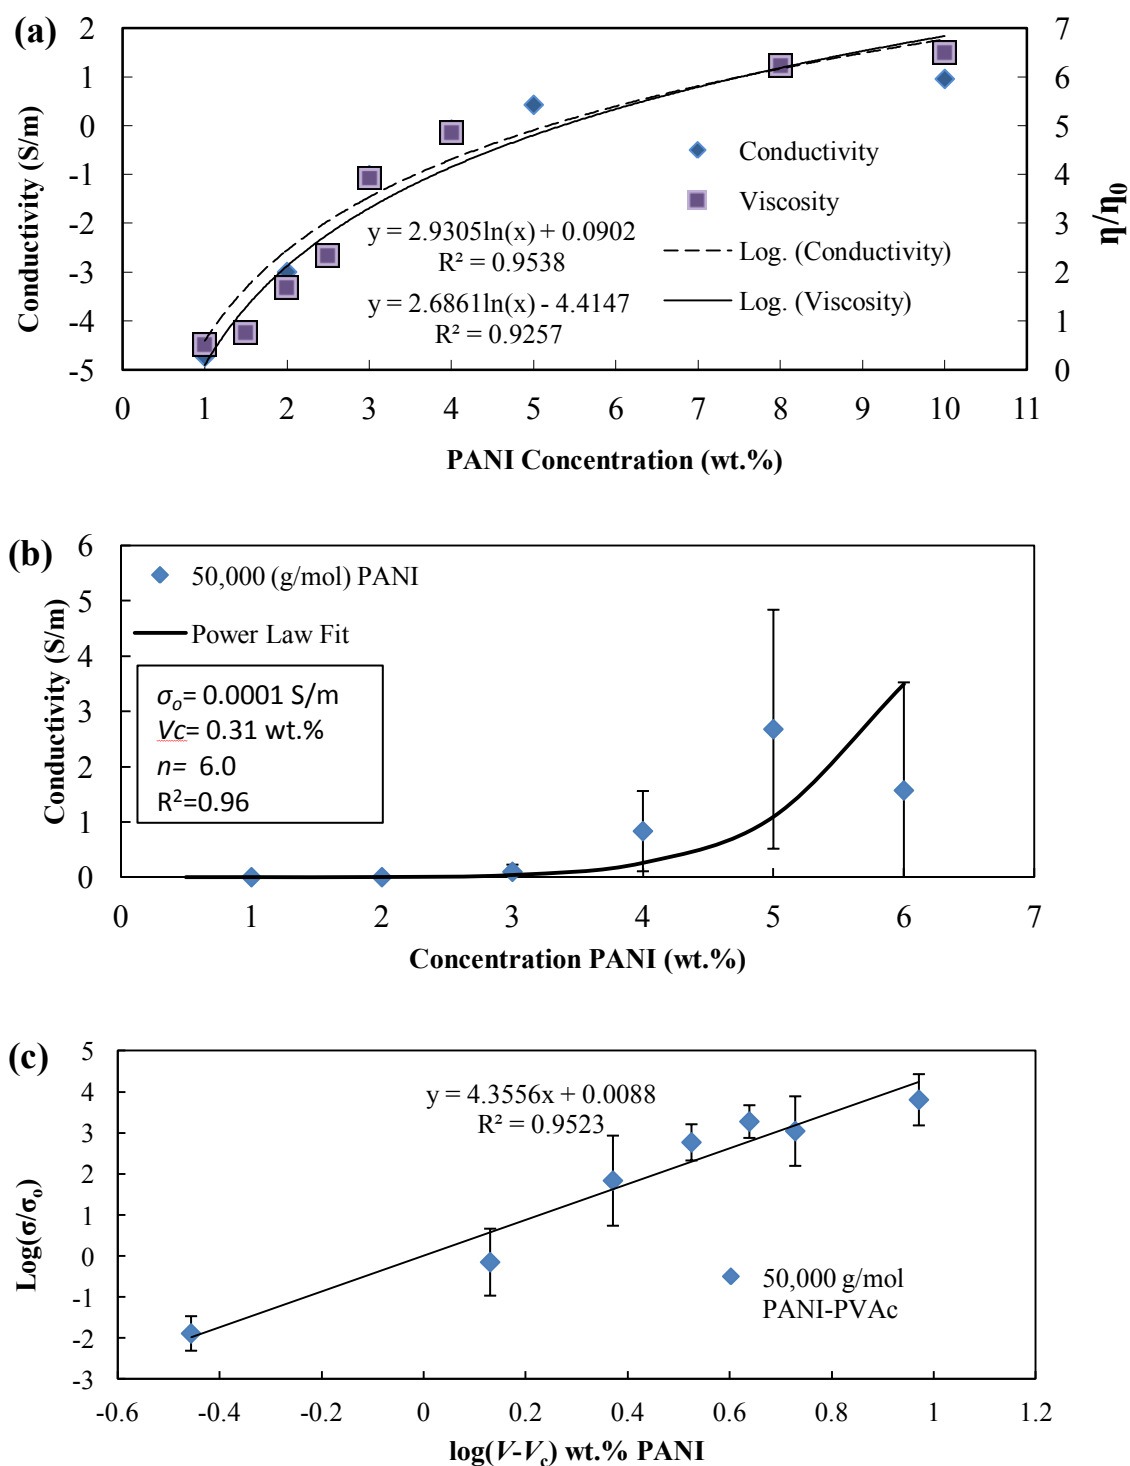 (a)
2
1
0
-1
-2
-3
-4
-5
Conductivity (S/m)
7
6
5
4
3
2
1
0
η/η₀
Conductivity
Viscosity
Log. (Conductivity)
Log. (Viscosity)
y = 2.9305ln(x) + 0.0902
R² = 0.9538
y = 2.6861ln(x) - 4.4147
R² = 0.9257
0 1 2 3 4 5 6 7 8 9 10 11
PANI Concentration (wt.%)
(b)
6
5
4
3
2
1
0
Conductivity (S/m)
50,000 (g/mol) PANI
Power Law Fit
σₒ= 0.0001 S/m
Vc= 0.31 wt.%
n= 6.0
R²=0.96
0 1 2 3 4 5 6 7
Concentration PANI (wt.%)
(c)
5
4
3
2
1
0
-1
-2
-3
Log(σ/σₒ)
y = 4.3556x + 0.0088
R² = 0.9523
50,000 g/mol
PANI-PVAc
-0.6 -0.4 -0.2 0 0.2 0.4 0.6 0.8 1 1.2
log(V-Vc) wt.% PANI